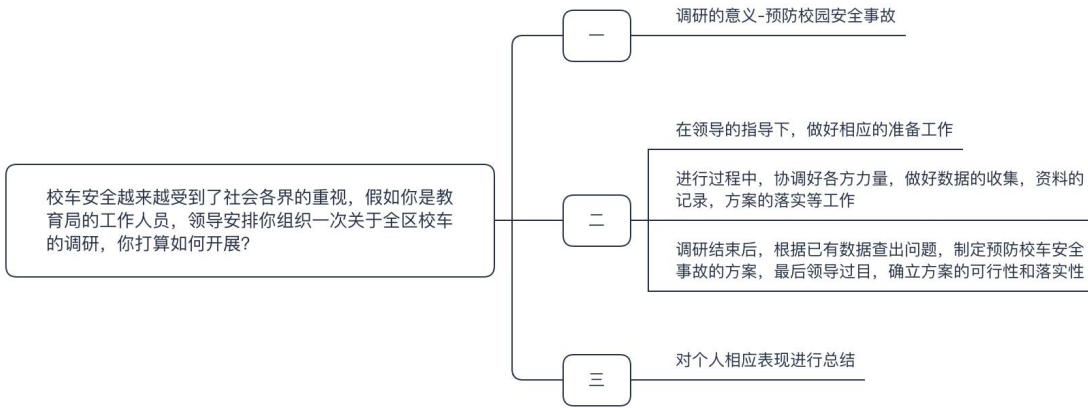 校车安全越来越受到了社会各界的重视，假如你是教
育局的工作人员，领导安排你组织一次关于全区校车
的调研，你打算如何开展？
一
调研的意义-预防校园安全事故
二
在领导的指导下，做好相应的准备工作
进行过程中，协调好各方力量，做好数据的收集，资料的
记录，方案的落实等工作
调研结束后，根据已有数据查出问题，制定预防校车安全
事故的方案，最后领导过目，确立方案的可行性和落实性
三
对个人相应表现进行总结